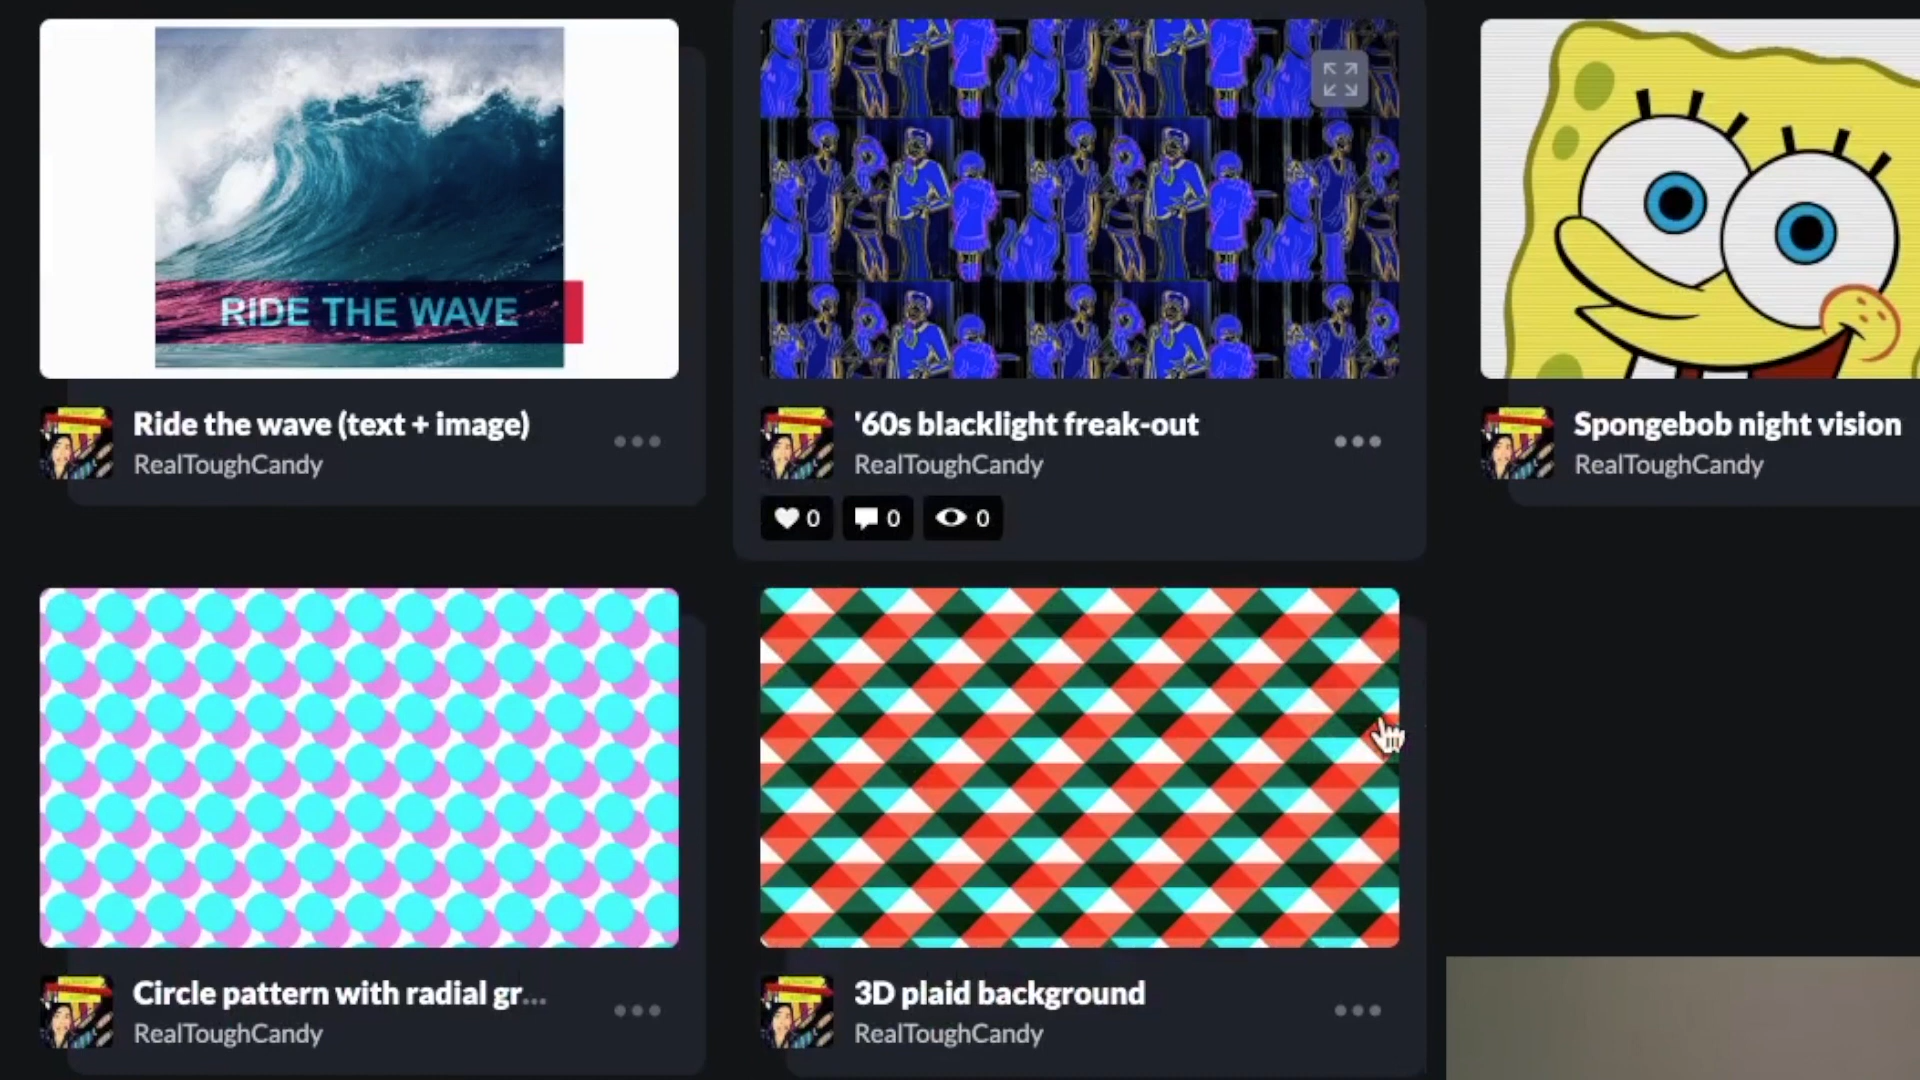 RIDE THE WAVE
Ride the wave (text + image)
RealToughCandy
'60s blacklight freak-out
RealToughCandy
0 0 0
Spongebob night vision
RealToughCandy
Circle pattern with radial gr...
RealToughCandy
3D plaid background
RealToughCandy